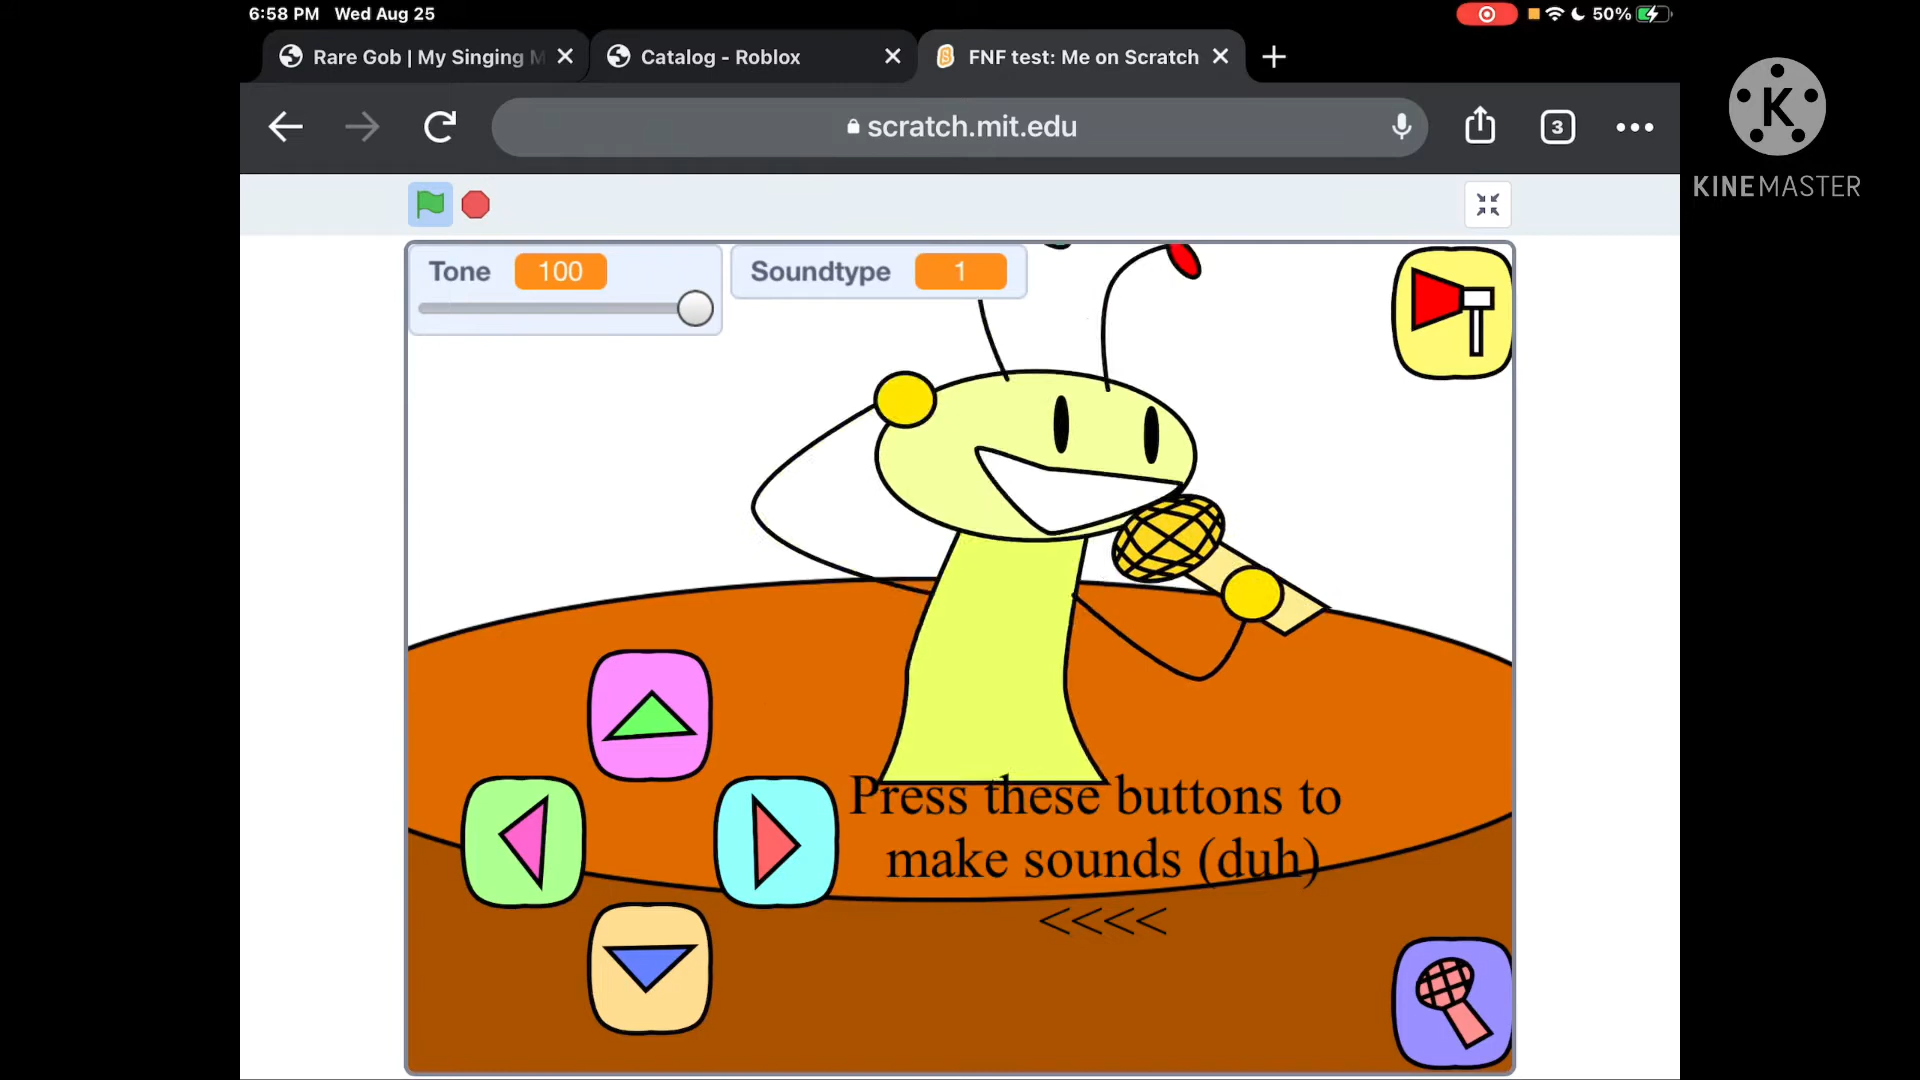 6:58 PM Wed Aug 25
50%
Rare Gob | My Singing M
Catalog - Roblox
FNF test: Me on Scratch
scratch.mit.edu
3
K
KINEMASTER
Tone 100
Soundtype 1
Press these buttons to
make sounds (duh)
<<<<